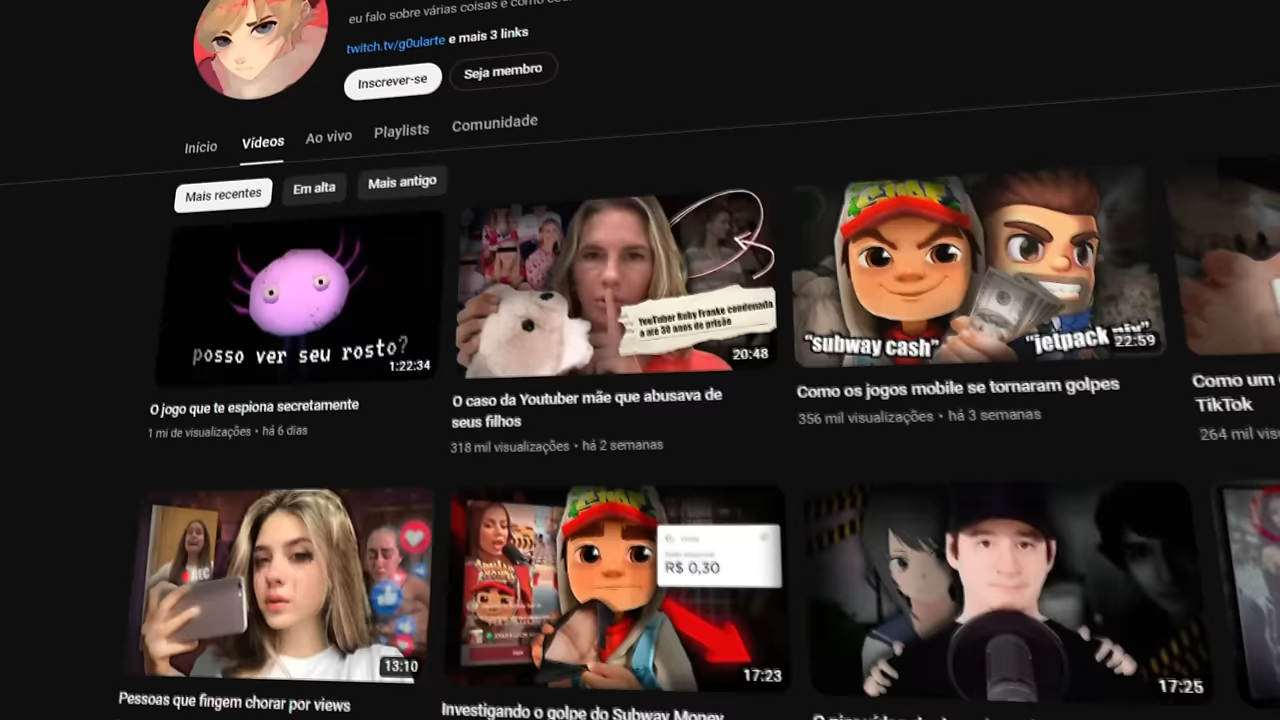 eu falo sobre várias coisas e como
twitch.tv/g0ularte e mais 3 links
Inscrever-se
Seja membro
Início
Vídeos
Ao vivo
Playlists
Comunidade
Mais recentes
Em alta
Mais antigo
posso ver seu rosto?
1:22:34
YouTuber Ruby Franke condenada
a até 30 anos de prisão
20:48
"subway cash"
"jetpack
22:59
O jogo que te espiona secretamente
1 mi de visualizações • há 6 dias
O caso da Youtuber mãe que abusava de
seus filhos
318 mil visualizações • há 2 semanas
Como os jogos mobile se tornaram golpes
356 mil visualizações • há 3 semanas
Como um
TikTok
264 mil
REC
13:10
R$ 0,30
17:23
17:25
Pessoas que fingem chorar por views
Investigando o golpe do Subway Money